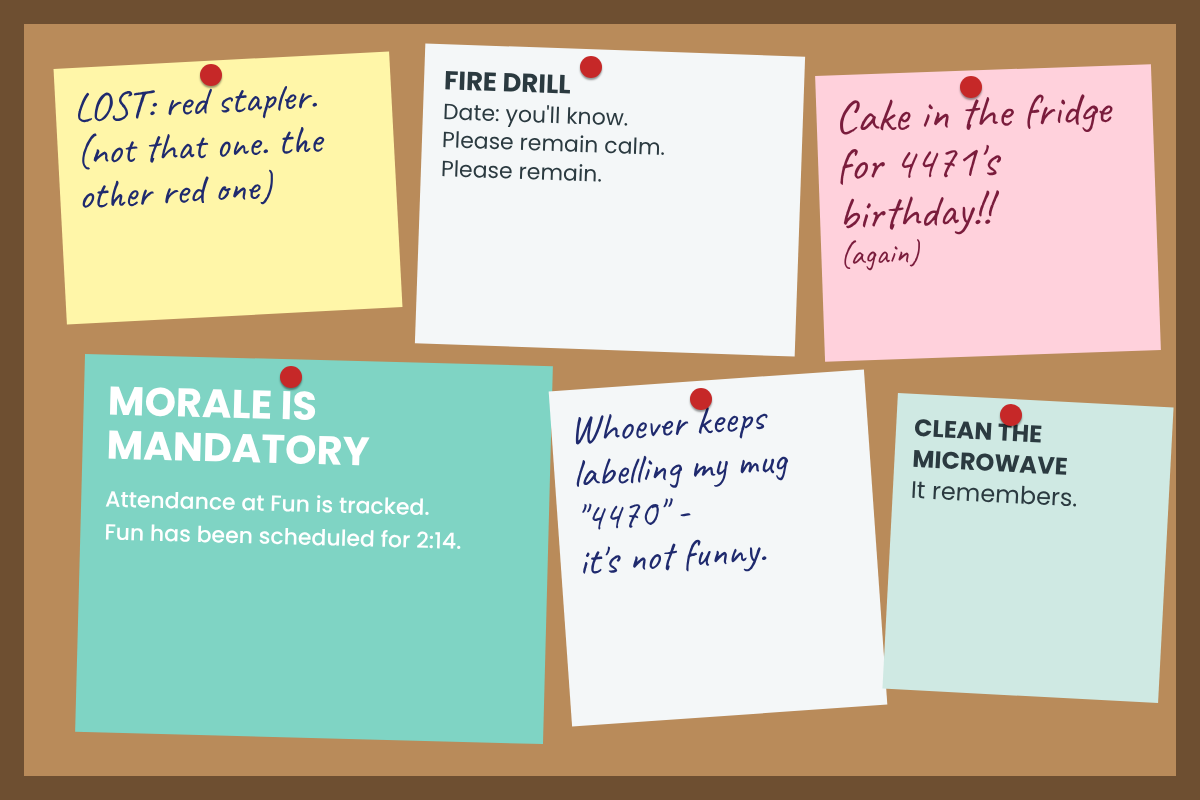 LOST: red stapler.
(not that one. the
other red one)
FIRE DRILL
Date: you'll know.
Please remain calm.
Please remain.
Cake in the fridge
for 4471's
birthday!!
(again)
MORALE IS
MANDATORY
Attendance at Fun is tracked.
Fun has been scheduled for 2:14.
Whoever keeps
labelling my mug
"4470" -
it's not funny.
CLEAN THE
MICROWAVE
It remembers.